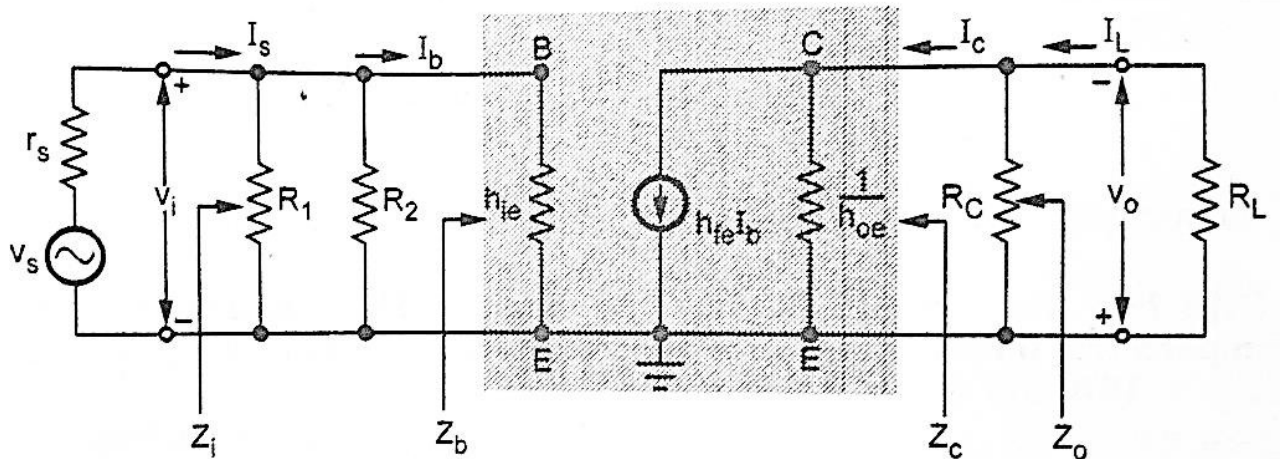 I_s I_b B C I_c I_L
+ -
r_s v_i R_1 R_2 h_ie h_fe I_b 1/h_oe R_C v_o R_L
v_s
- +
E E
Z_i Z_b Z_c Z_o